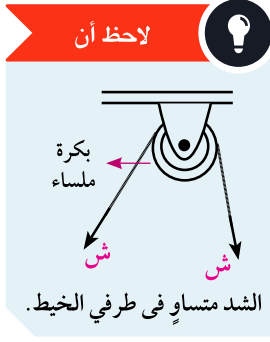 لاحظ أن
بكرة
ملساء
ش
ش
الشد متساوٍ فى طرفي الخيط.